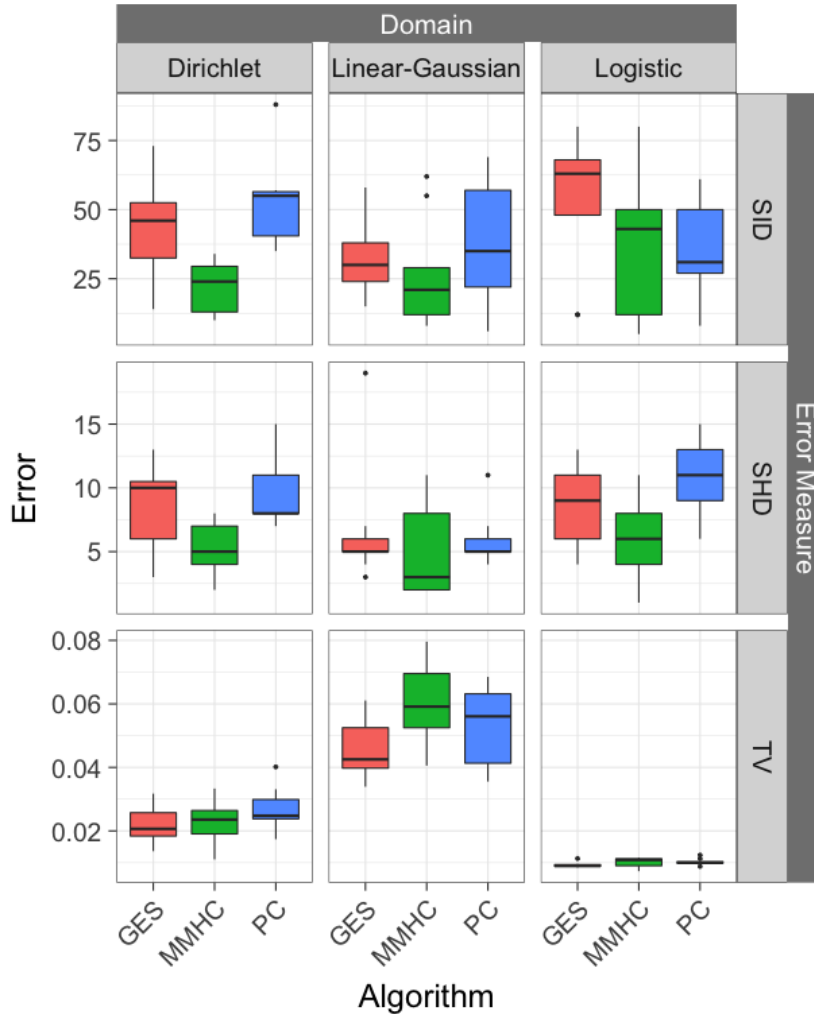 Domain
Dirichlet Linear-Gaussian Logistic
75
50
25
SID
15
10
5
SHD
0.08
0.06
0.04
0.02
TV
Error
Error Measure
GES MMHC PC GES MMHC PC GES MMHC PC
Algorithm